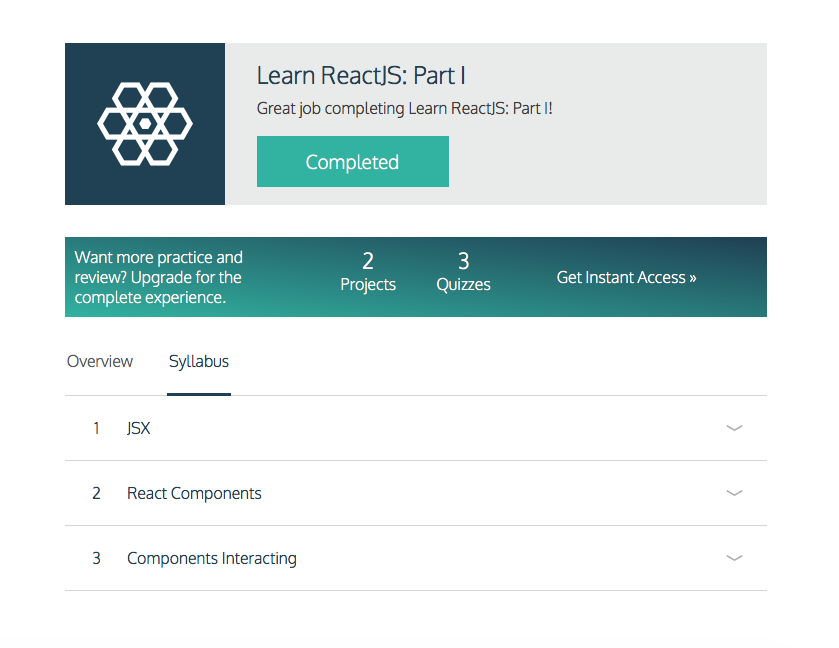 Learn ReactJS: Part I
Great job completing Learn ReactJS: Part I!
Completed
Want more practice and
review? Upgrade for the
complete experience.
2
Projects
3
Quizzes
Get Instant Access »
Overview
Syllabus
1 JSX
2 React Components
3 Components Interacting